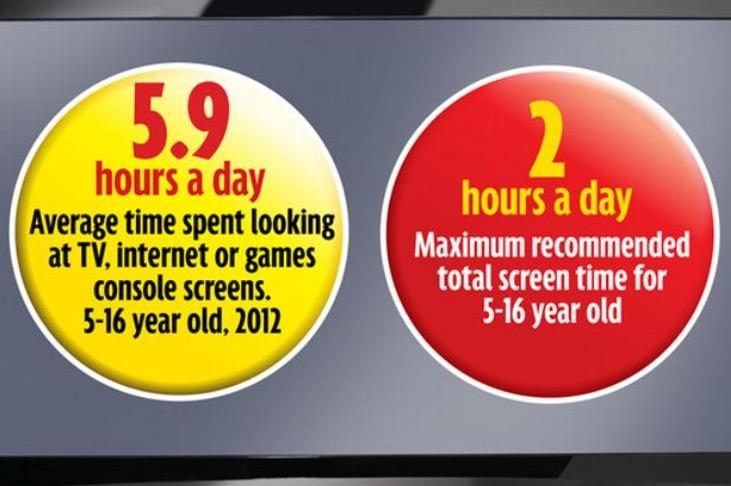 5.9
hours a day
Average time spent looking
at TV, internet or games
console screens.
5-16 year old, 2012
2
hours a day
Maximum recommended
total screen time for
5-16 year old